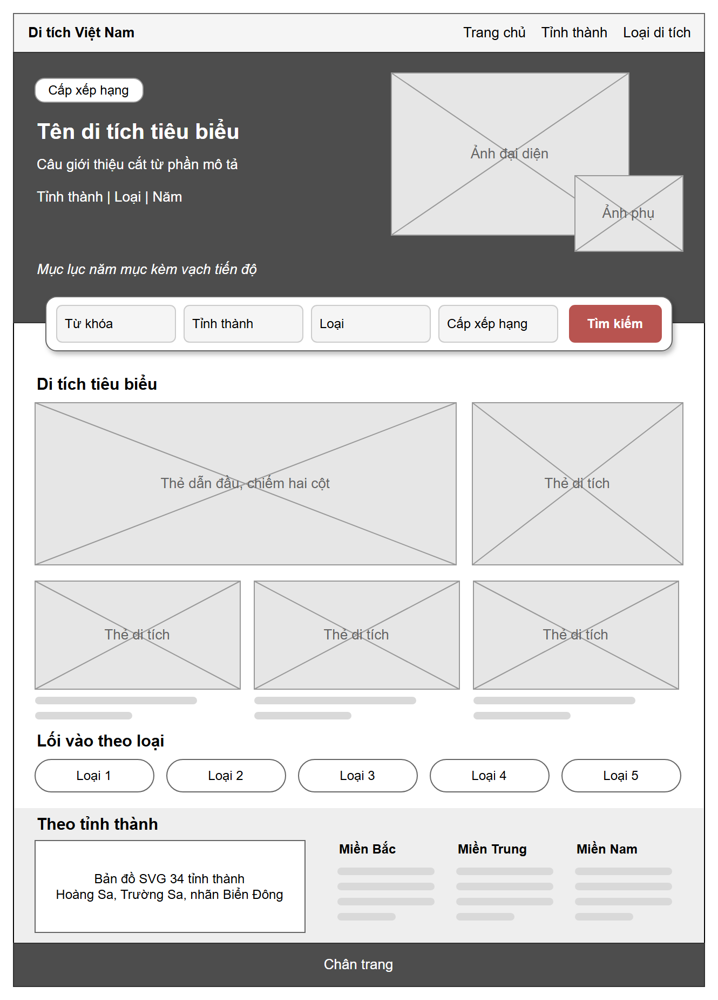 Di tích Việt Nam
Trang chủ
Tỉnh thành
Loại di tích
Cấp xếp hạng
Tên di tích tiêu biểu
Câu giới thiệu cắt từ phần mô tả
Tỉnh thành | Loại | Năm
Ảnh đại diện
Ảnh phụ
Mục lục năm mục kèm vạch tiến độ
Từ khóa
Tỉnh thành
Loại
Cấp xếp hạng
Tìm kiếm
Di tích tiêu biểu
Thẻ dẫn đầu, chiếm hai cột
Thẻ di tích
Thẻ di tích
Thẻ di tích
Thẻ di tích
Lối vào theo loại
Loại 1
Loại 2
Loại 3
Loại 4
Loại 5
Theo tỉnh thành
Bản đồ SVG 34 tỉnh thành
Hoàng Sa, Trường Sa, nhãn Biển Đông
Miền Bắc
Miền Trung
Miền Nam
Chân trang